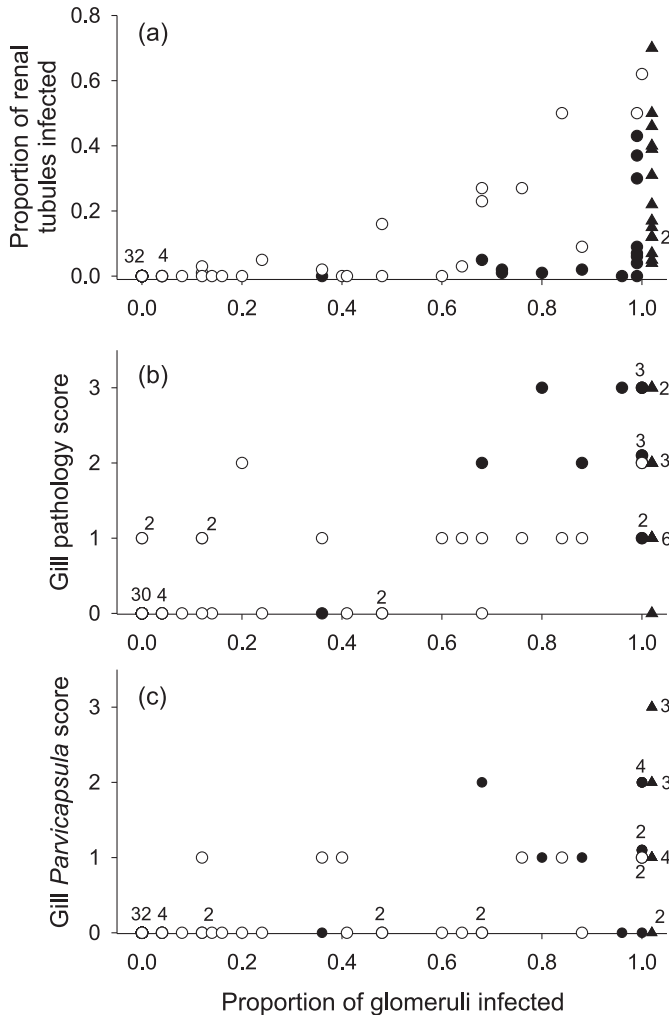 (a)
Proportion of renal
tubules infected
0.8
0.6
0.4
0.2
0.0
32 4
2
0.0 0.2 0.4 0.6 0.8 1.0
(b)
Gill pathology score
3
2
1
0
3
2
3
3
2 2
2
6
30 4
2
0.0 0.2 0.4 0.6 0.8 1.0
(c)
Gill Parvicapsula score
3
2
1
0
3
4
3
2
4
2
32 4 2 2 2 2
0.0 0.2 0.4 0.6 0.8 1.0
Proportion of glomeruli infected